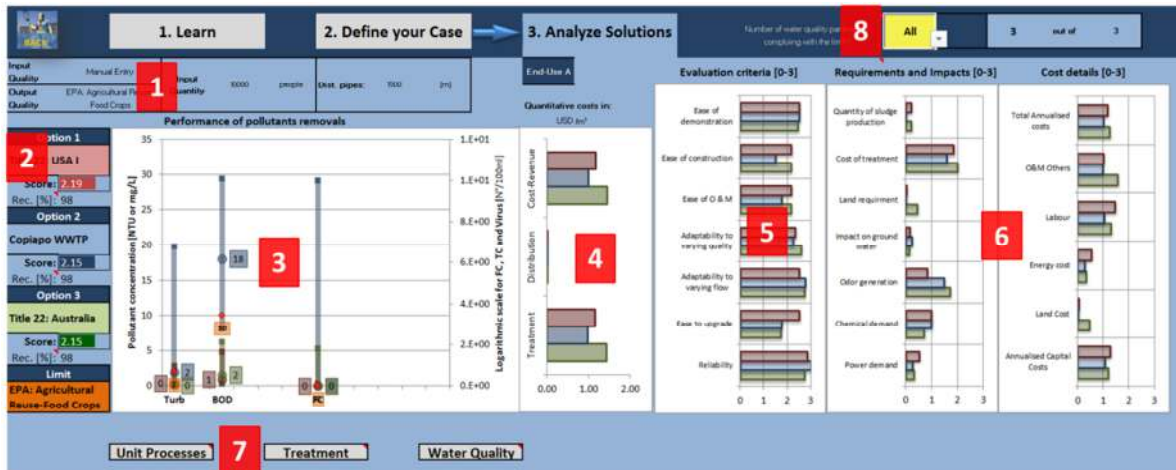 BACK
1. Learn
2. Define your Case
3. Analyze Solutions
Number of water quality
complying with the
8
All
3 out of 3
Input
Quality
Manual Entry
1
Quantity
10000 people
Dist. pipes: [m]
Output
Quality
EPA: Agricultural
Food Crops
End-Use A
Quantitative costs in:
USD /m³
Evaluation criteria [0-3]
Requirements and Impacts [0-3]
Cost details [0-3]
Option 1
2
Title 22: USA I
Score: 2.19
Rec. [%]: 98
Option 2
Copiapo WWTP
Score: 2.15
Rec. [%]: 98
Option 3
Title 22: Australia
Score: 2.15
Rec. [%]: 98
Limit
EPA: Agricultural
Reuse-Food Crops
Performance of pollutants removals
Pollutant concentration [NTU or mg/L]
35
30
25
20
15
10
5
0
3
18
10
2
0
0
1
2
0
0
Turb
BOD
FC
1.E+01
1.E+01
8.E+00
6.E+00
4.E+00
2.E+00
0.E+00
Logarithmic scale for FC, TC and Virus [N°/100ml]
4
Cost-Revenue
Distribution
Treatment
0.00 1.00 2.00
5
Ease of
demonstration
Ease of construction
Ease of O & M
Adaptability to
varying quality
Adaptability to
varying flow
Ease to upgrade
Reliability
0 1 2 3
Quantity of sludge
production
Cost of treatment
Land requirment
Impact on ground
water
Odor generation
Chemical demand
Power demand
0 1 2 3
6
Total Annualised
costs
O&M Others
Labour
Energy cost
Land Cost
Annualised Capital
Costs
0 1 2 3
Unit Processes
7
Treatment
Water Quality